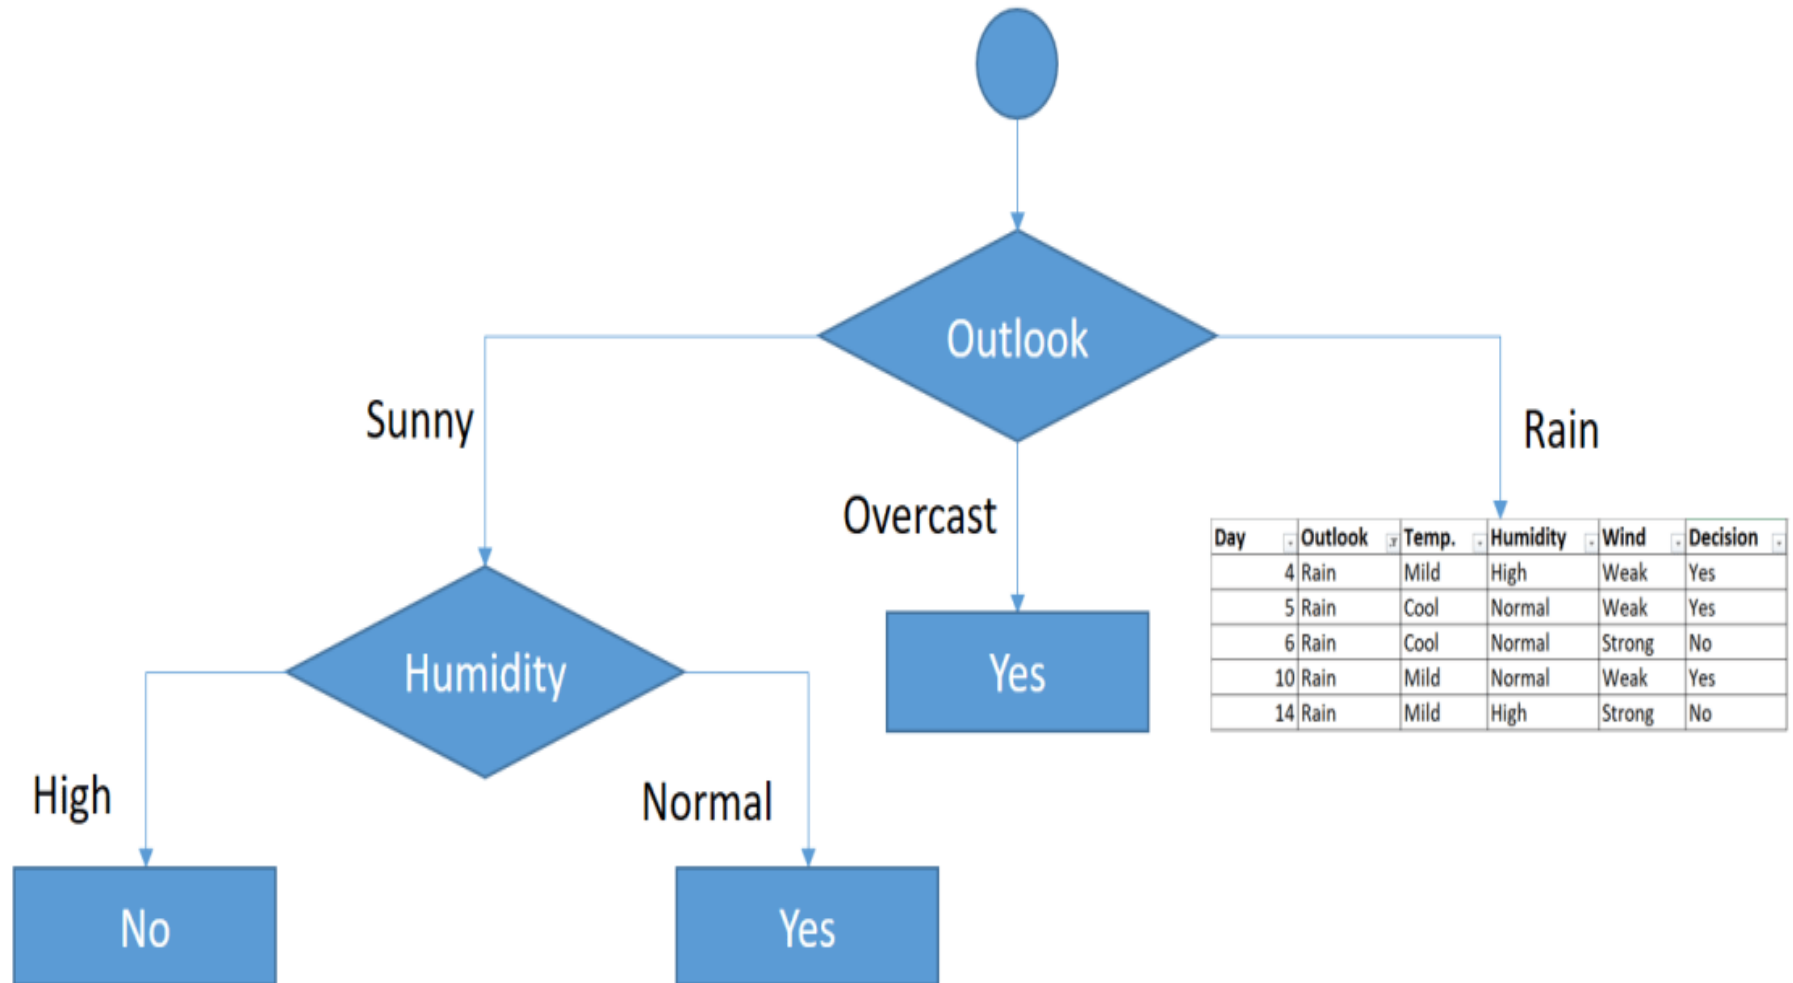 Outlook
Sunny
Rain
Overcast
Day Outlook Temp. Humidity Wind Decision
4 Rain Mild High Weak Yes
5 Rain Cool Normal Weak Yes
6 Rain Cool Normal Strong No
10 Rain Mild Normal Weak Yes
14 Rain Mild High Strong No
Humidity
Yes
High
Normal
No
Yes